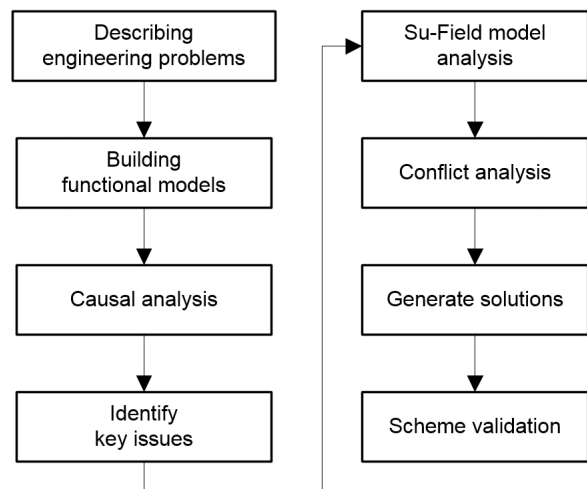 Describing
engineering problems
Building
functional models
Causal analysis
Identify
key issues
Su-Field model
analysis
Conflict analysis
Generate solutions
Scheme validation